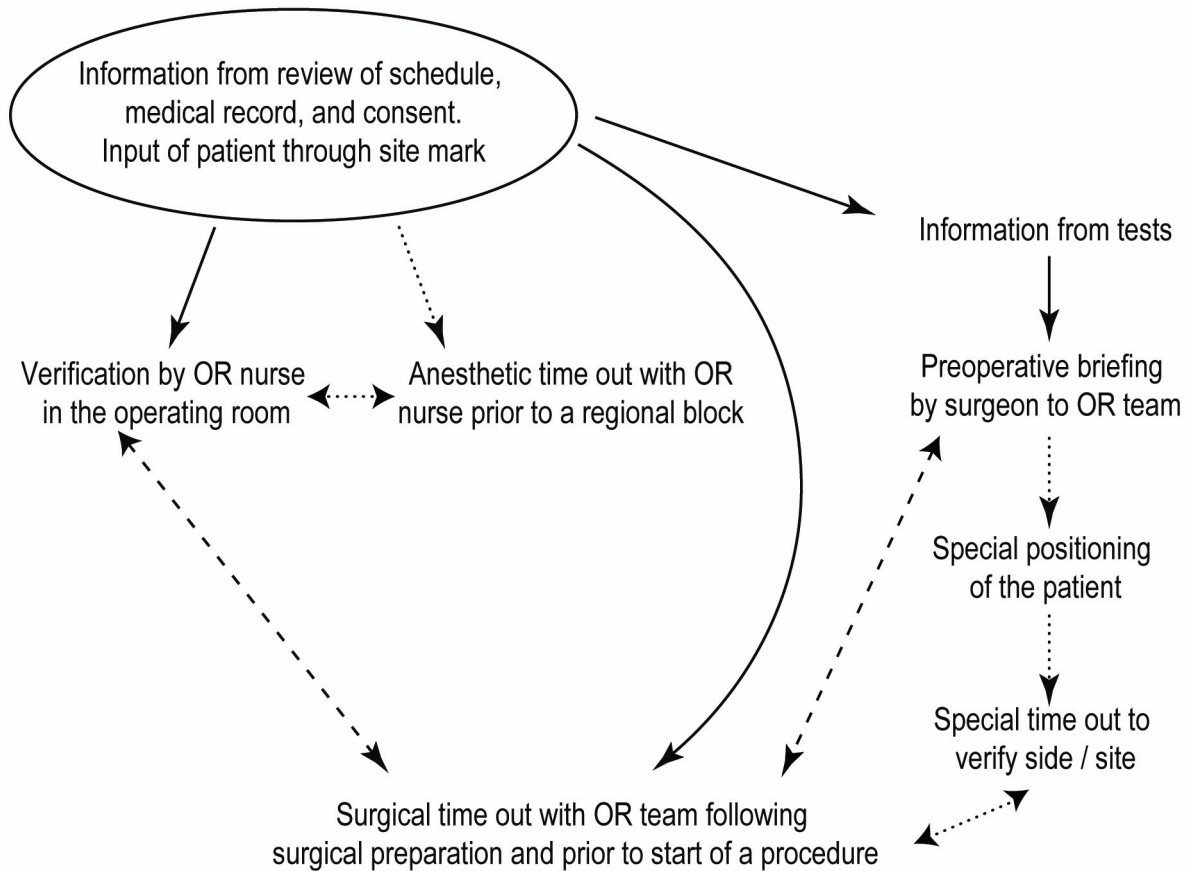 Information from review of schedule,
medical record, and consent.
Input of patient through site mark
Information from tests
Verification by OR nurse
in the operating room
Anesthetic time out with OR
nurse prior to a regional block
Preoperative briefing
by surgeon to OR team
Special positioning
of the patient
Special time out to
verify side / site
Surgical time out with OR team following
surgical preparation and prior to start of a procedure